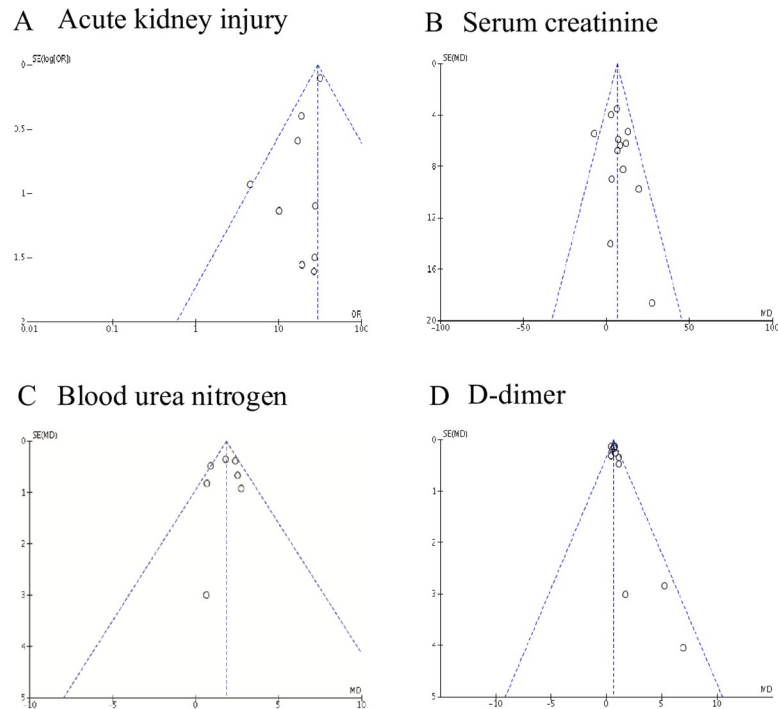 A Acute kidney injury
SE(log[OR])
0
0.5
1
1.5
2
0.01 0.1 1 10 100
OR
B Serum creatinine
SE(MD)
0
4
8
12
16
20
-100 -50 0 50 100
MD
C Blood urea nitrogen
SE(MD)
0
1
2
3
4
5
-10 -5 0 5 10
MD
D D-dimer
SE(MD)
0
1
2
3
4
5
-10 -5 0 5 10
MD